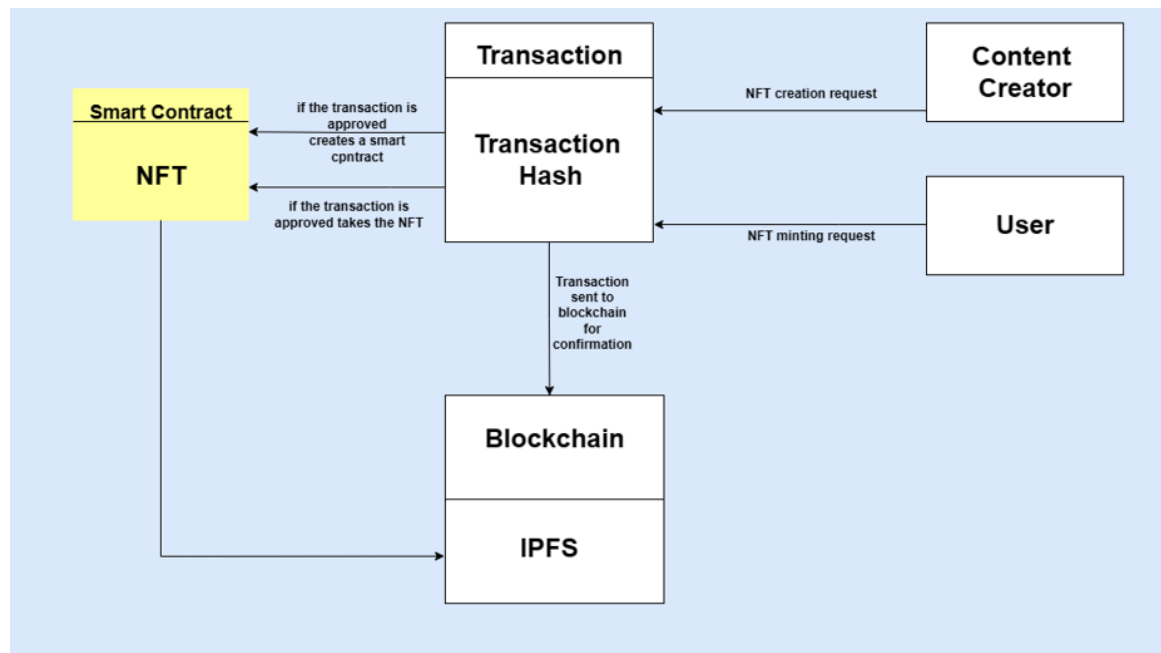 Transaction
Transaction
Hash
Content
Creator
NFT creation request
User
NFT minting request
Smart Contract
NFT
if the transaction is
approved
creates a smart
cpntract
if the transaction is
approved takes the NFT
Transaction
sent to
blockchain
for
confirmation
Blockchain
IPFS